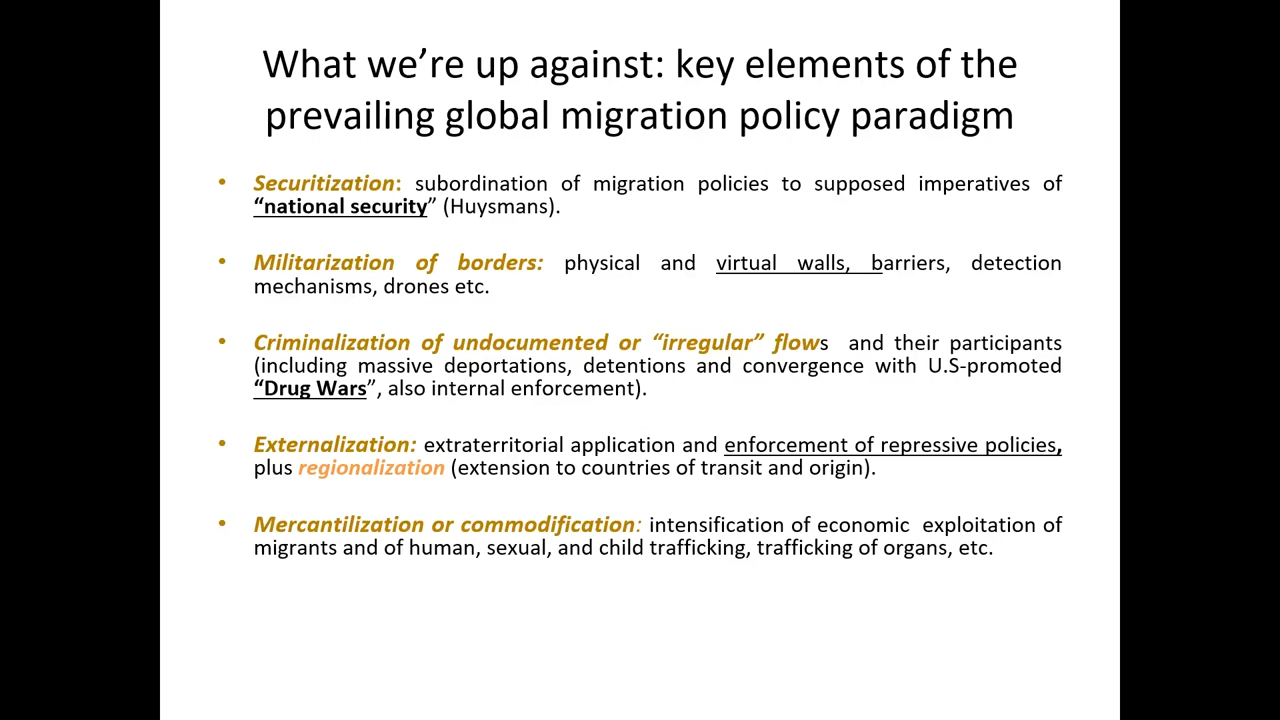 What we’re up against: key elements of the
prevailing global migration policy paradigm
• Securitization: subordination of migration policies to supposed imperatives of
“national security” (Huysmans).
• Militarization of borders: physical and virtual walls, barriers, detection
mechanisms, drones etc.
• Criminalization of undocumented or “irregular” flows and their participants
(including massive deportations, detentions and convergence with U.S-promoted
“Drug Wars”, also internal enforcement).
• Externalization: extraterritorial application and enforcement of repressive policies,
plus regionalization (extension to countries of transit and origin).
• Mercantilization or commodification: intensification of economic exploitation of
migrants and of human, sexual, and child trafficking, trafficking of organs, etc.